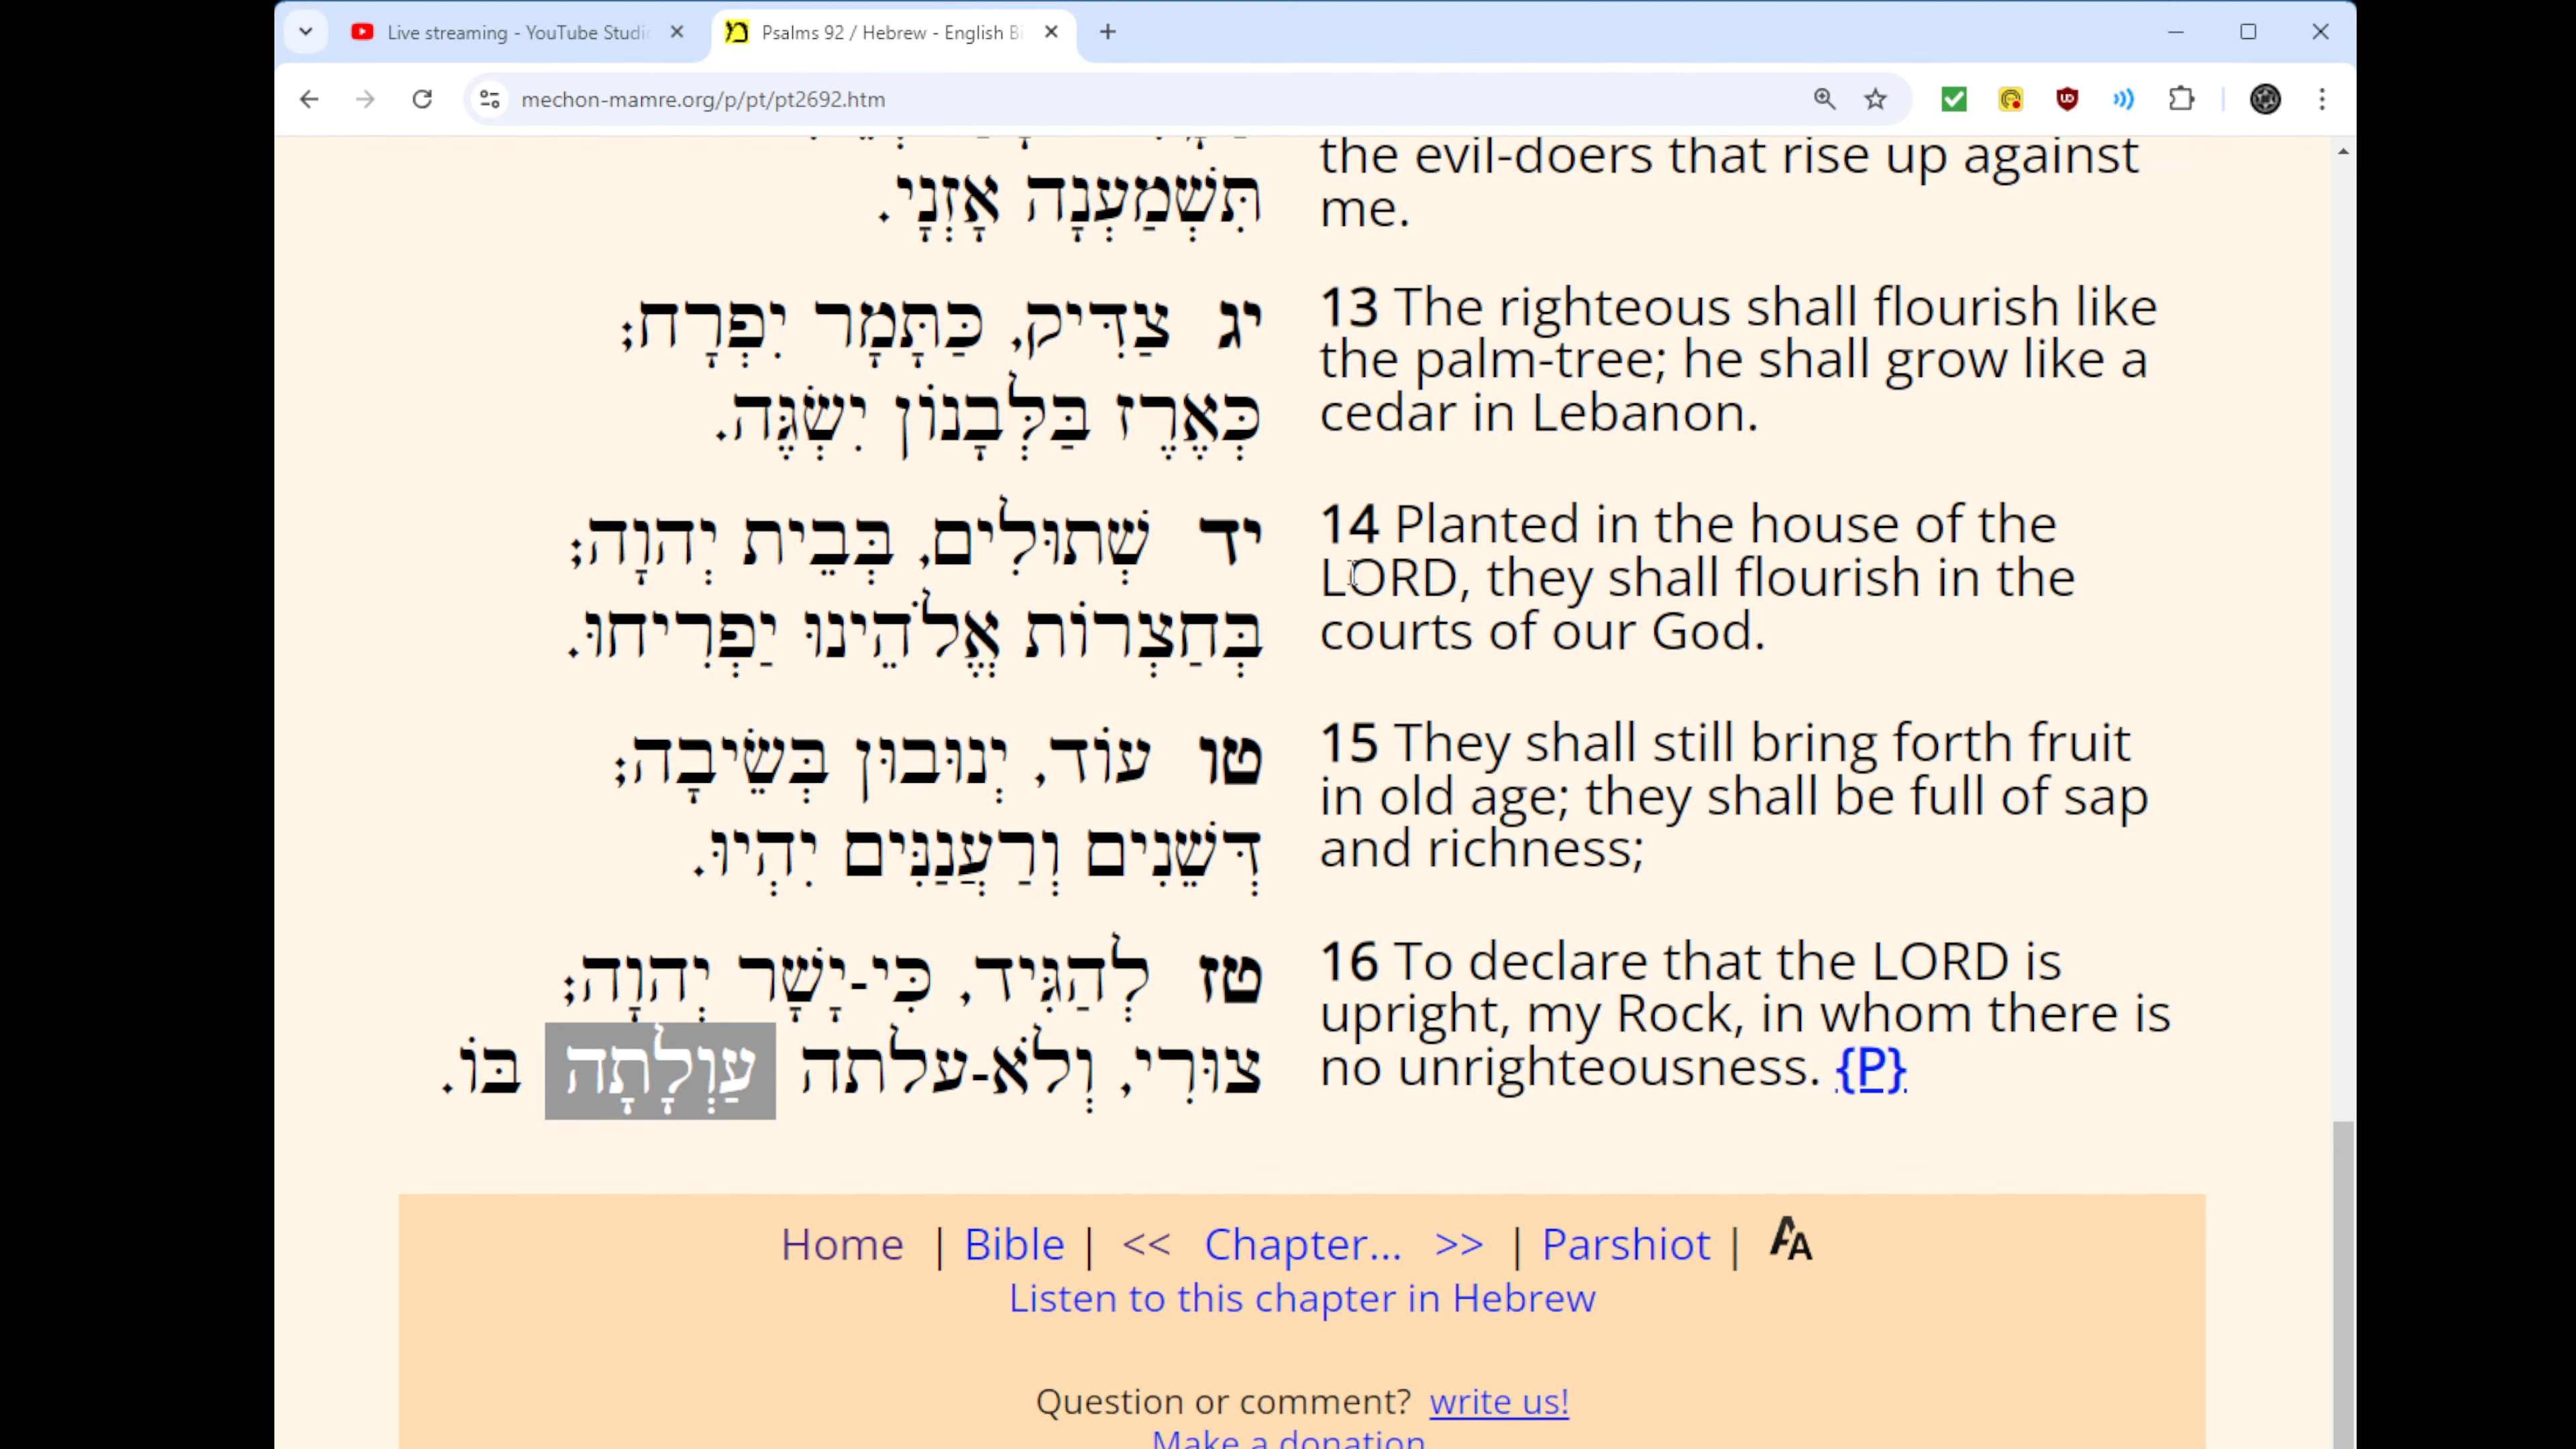 Live streaming - YouTube Studi
Psalms 92 / Hebrew - English Bi
mechon-mamre.org/p/pt/pt2692.htm
תִּשְׁמַעְנָה אָזְנָי.
the evil-doers that rise up against
me.
יג צַדִּיק, כַּתָּמָר יִפְרָח;
כְּאֶרֶז בַּלְּבָנוֹן יִשְׂגֶּה.
13 The righteous shall flourish like
the palm-tree; he shall grow like a
cedar in Lebanon.
יד שְׁתוּלִים, בְּבֵית יְהוָה;
בְּחַצְרוֹת אֱלֹהֵינוּ יַפְרִיחוּ.
14 Planted in the house of the
LORD, they shall flourish in the
courts of our God.
טו עוֹד, יְנוּבוּן בְּשֵׂיבָה;
דְּשֵׁנִים וְרַעֲנַנִּים יִהְיוּ.
15 They shall still bring forth fruit
in old age; they shall be full of sap
and richness;
טז לְהַגִּיד, כִּי-יָשָׁר יְהוָה;
צוּרִי, וְלֹא-עלתה עַוְלָתָה בּוֹ.
16 To declare that the LORD is
upright, my Rock, in whom there is
no unrighteousness. {P}
Home | Bible | << Chapter... >> | Parshiot | AA
Listen to this chapter in Hebrew
Question or comment? write us!
Make a donation